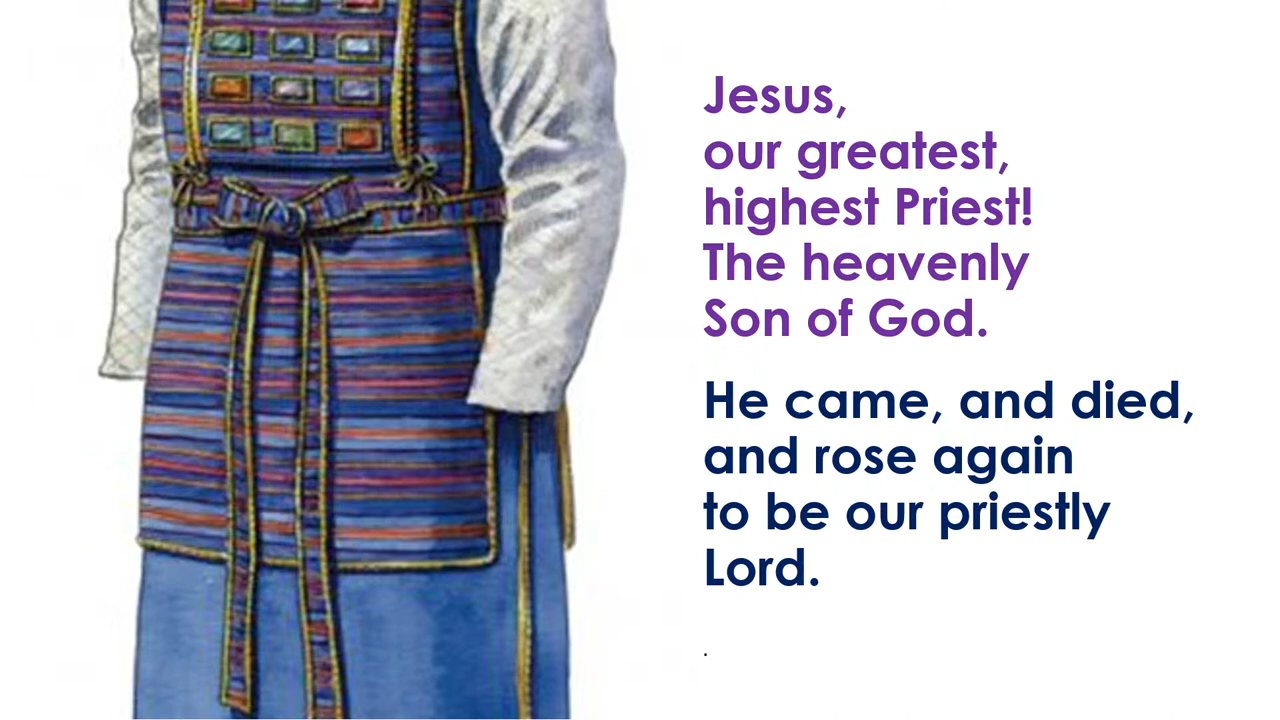 Jesus,
our greatest,
highest Priest!
The heavenly
Son of God.
He came, and died,
and rose again
to be our priestly
Lord.
.